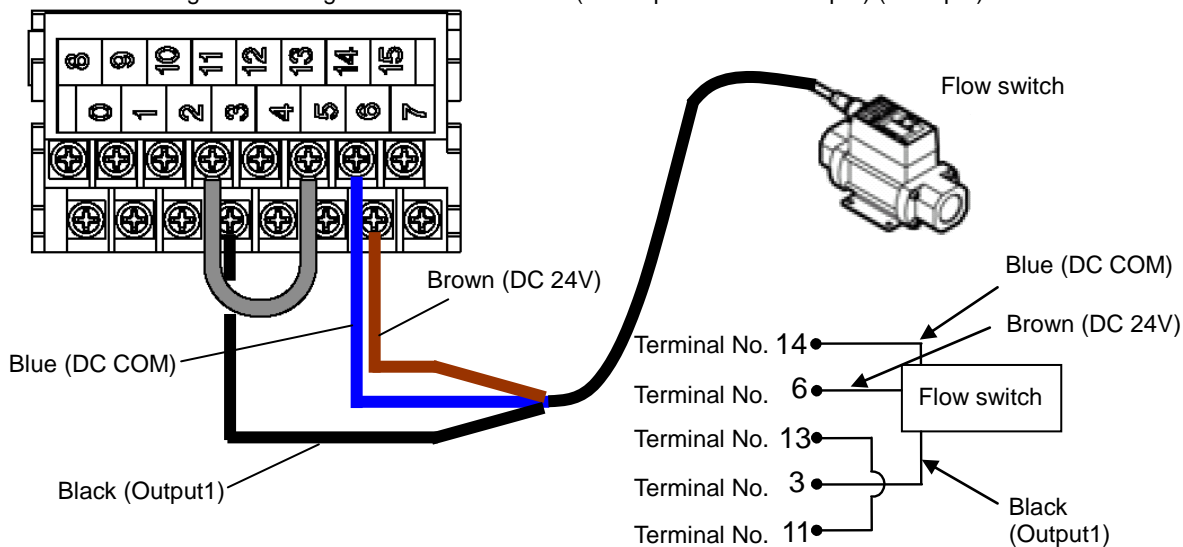 8 9 10 11 12 13 14 15
0 1 2 3 4 5 6 7
Flow switch
Brown (DC 24V)
Blue (DC COM)
Black (Output1)
Blue (DC COM)
Brown (DC 24V)
Terminal No. 14
Terminal No. 6
Flow switch
Terminal No. 13
Terminal No. 3
Terminal No. 11
Black
(Output1)